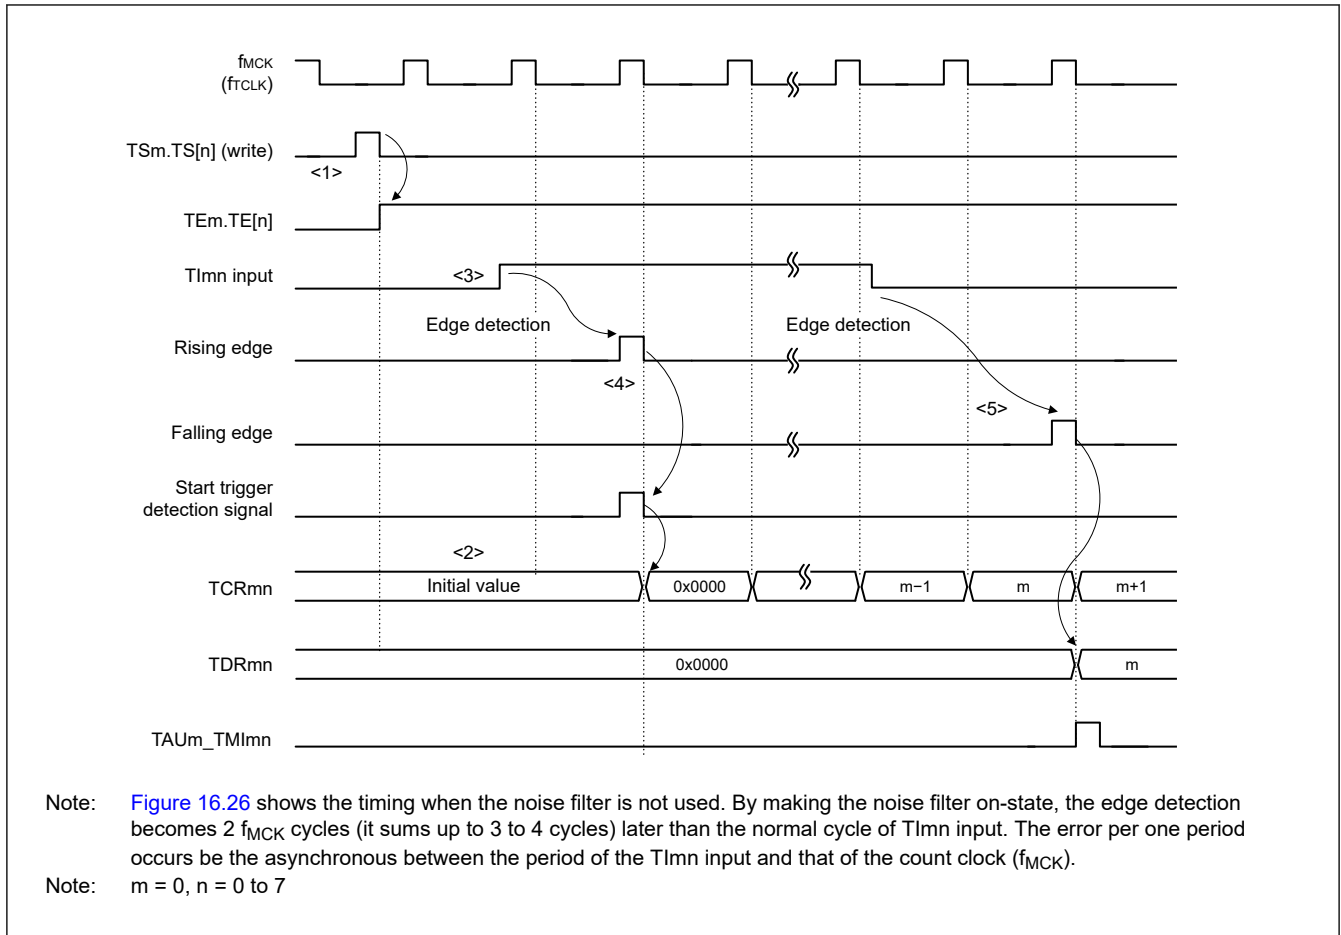 fMCK
(fTCLK)
TSm.TS[n] (write)
<1>
TEm.TE[n]
TImn input
<3>
Edge detection
Edge detection
Rising edge
<4>
<5>
Falling edge
Start trigger
detection signal
<2>
TCRmn
Initial value
0x0000
m−1
m
m+1
TDRmn
0x0000
m
TAUm_TMImn
Note: Figure 16.26 shows the timing when the noise filter is not used. By making the noise filter on-state, the edge detection
becomes 2 fMCK cycles (it sums up to 3 to 4 cycles) later than the normal cycle of TImn input. The error per one period
occurs be the asynchronous between the period of the TImn input and that of the count clock (fMCK).
Note: m = 0, n = 0 to 7